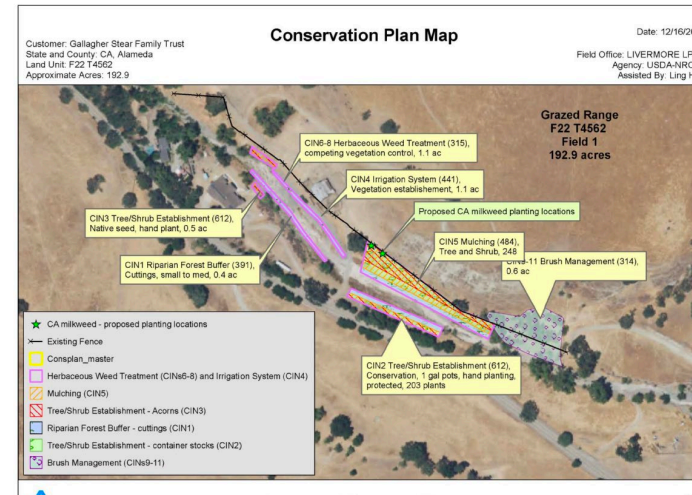 Conservation Plan Map
Customer: Gallagher Stear Family Trust
State and County: CA, Alameda
Land Unit: F22 T4562
Approximate Acres: 192.9
Date: 12/16/20
Field Office: LIVERMORE
Agency: USDA-NRC
Assisted By: Ling
Grazed Range
F22 T4562
Field 1
192.9 acres
CIN6-8 Herbaceous Weed Treatment (315),
competing vegetation control, 1.1 ac
CIN4 Irrigation System (441),
Vegetation establishement, 1.1 ac
CIN3 Tree/Shrub Establishment (612),
Native seed, hand plant, 0.5 ac
Proposed CA milkweed planting locations
CIN5 Mulching (484),
Tree and Shrub, 248
CIN1 Riparian Forest Buffer (391),
Cuttings, small to med, 0.4 ac
-11 Brush Management (314),
0.6 ac
CIN2 Tree/Shrub Establishment (612),
Conservation, 1 gal pots, hand planting,
protected, 203 plants
CA milkweed - proposed planting locations
Existing Fence
Consplan_master
Herbaceous Weed Treatment (CINs6-8) and Irrigation System (CIN4)
Mulching (CIN5)
Tree/Shrub Establishment - Acorns (CIN3)
Riparian Forest Buffer - cuttings (CIN1)
Tree/Shrub Establishment - container stocks (CIN2)
Brush Management (CINs9-11)